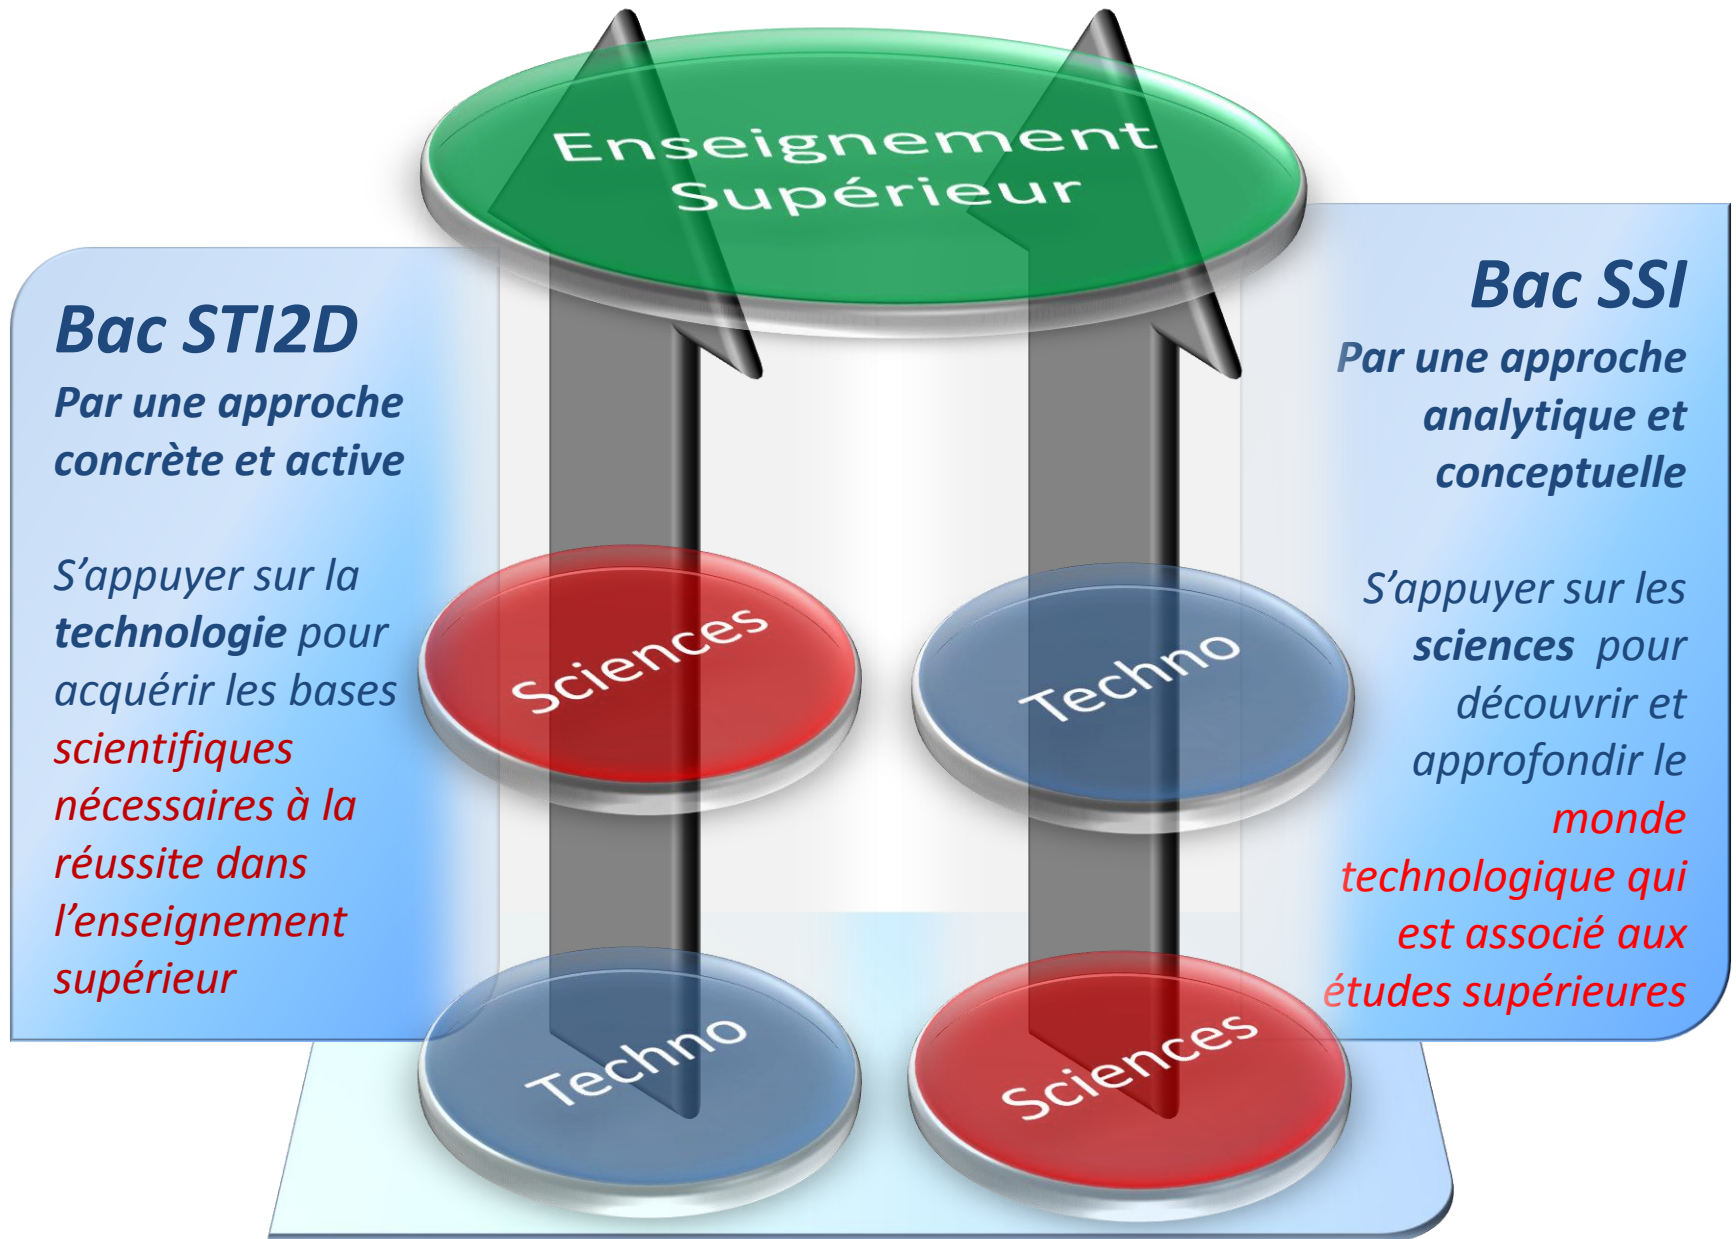 Enseignement
Supérieur
Bac STI2D
Par une approche
concrète et active
S’appuyer sur la
technologie pour
acquérir les bases
scientifiques
nécessaires à la
réussite dans
l’enseignement
supérieur
Bac SSI
Par une approche
analytique et
conceptuelle
S’appuyer sur les
sciences pour
découvrir et
approfondir le
monde
technologique qui
est associé aux
études supérieures
Sciences
Techno
Techno
Sciences